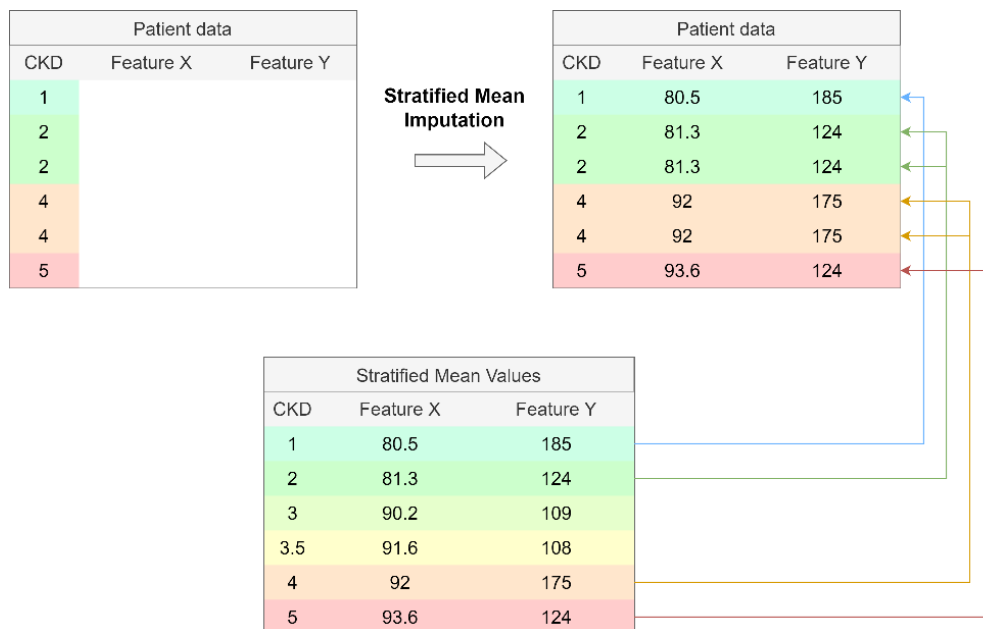 Patient data
CKD Feature X Feature Y
1
2
2
4
4
5
Stratified Mean
Imputation
Patient data
CKD Feature X Feature Y
1 80.5 185
2 81.3 124
2 81.3 124
4 92 175
4 92 175
5 93.6 124
Stratified Mean Values
CKD Feature X Feature Y
1 80.5 185
2 81.3 124
3 90.2 109
3.5 91.6 108
4 92 175
5 93.6 124